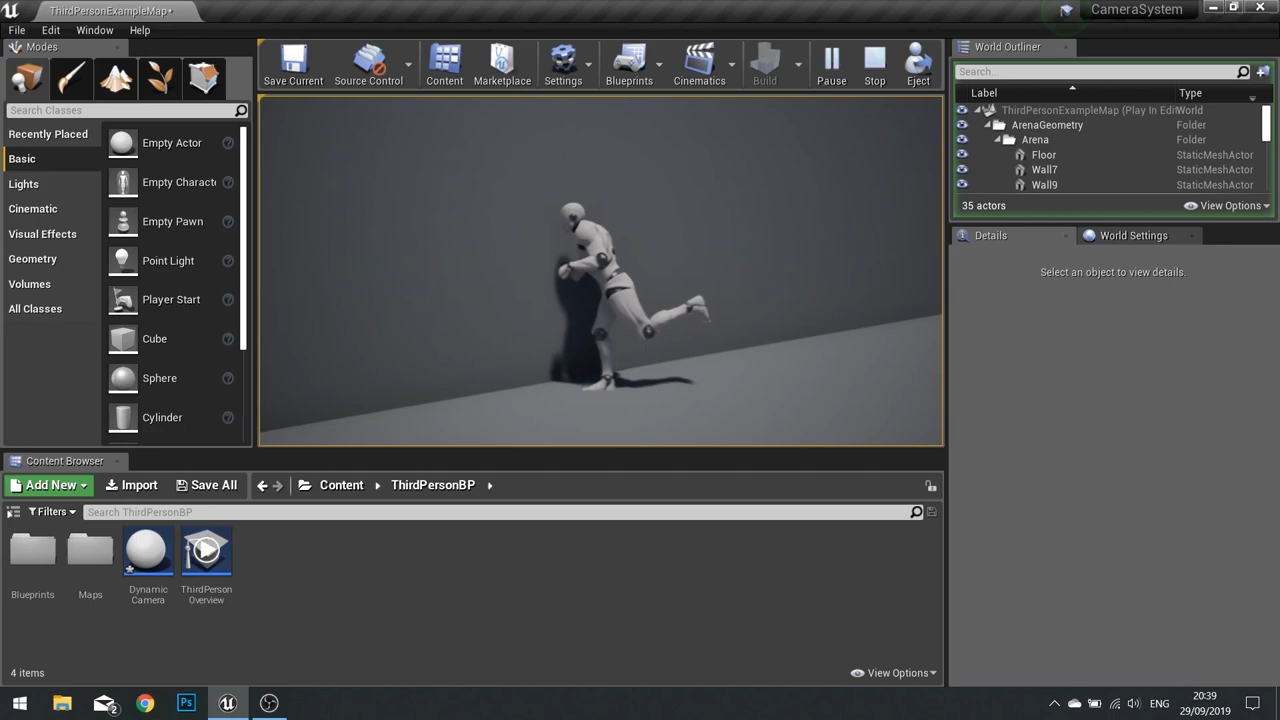 ThirdPersonExampleMap*
CameraSystem
File Edit Window Help
Modes
Search Classes
Recently Placed
Basic
Lights
Cinematic
Visual Effects
Geometry
Volumes
All Classes
Empty Actor
Empty Characte
Empty Pawn
Point Light
Player Start
Cube
Sphere
Cylinder
Save Current
Source Control
Content
Marketplace
Settings
Blueprints
Cinematics
Build
Pause
Stop
Eject
World Outliner
Search...
Label Type
ThirdPersonExampleMap (Play In Edit World
ArenaGeometry Folder
Arena Folder
Floor StaticMeshActor
Wall7 StaticMeshActor
Wall9 StaticMeshActor
35 actors View Options
Details World Settings
Select an object to view details.
Content Browser
Add New Import Save All Content ThirdPersonBP
Filters Search ThirdPersonBP
Blueprints
Maps
Dynamic
Camera
ThirdPerson
Overview
4 items View Options
Ps
2
ENG
20:39
29/09/2019